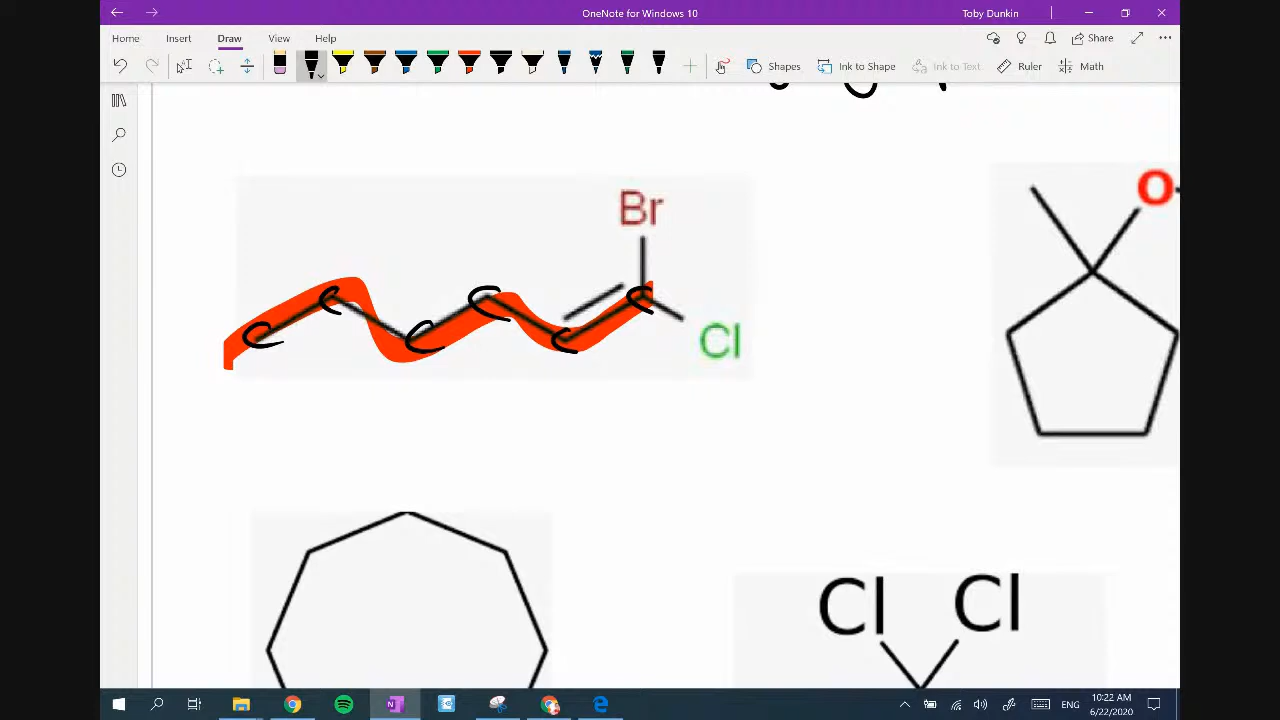 OneNote for Windows 10
Toby Dunkin
Home Insert Draw View Help
Share
Shapes Ink to Shape Ink to Text Ruler Math
Br
O
C C C C C C
Cl
Cl Cl
ENG
10:22 AM
6/22/2020